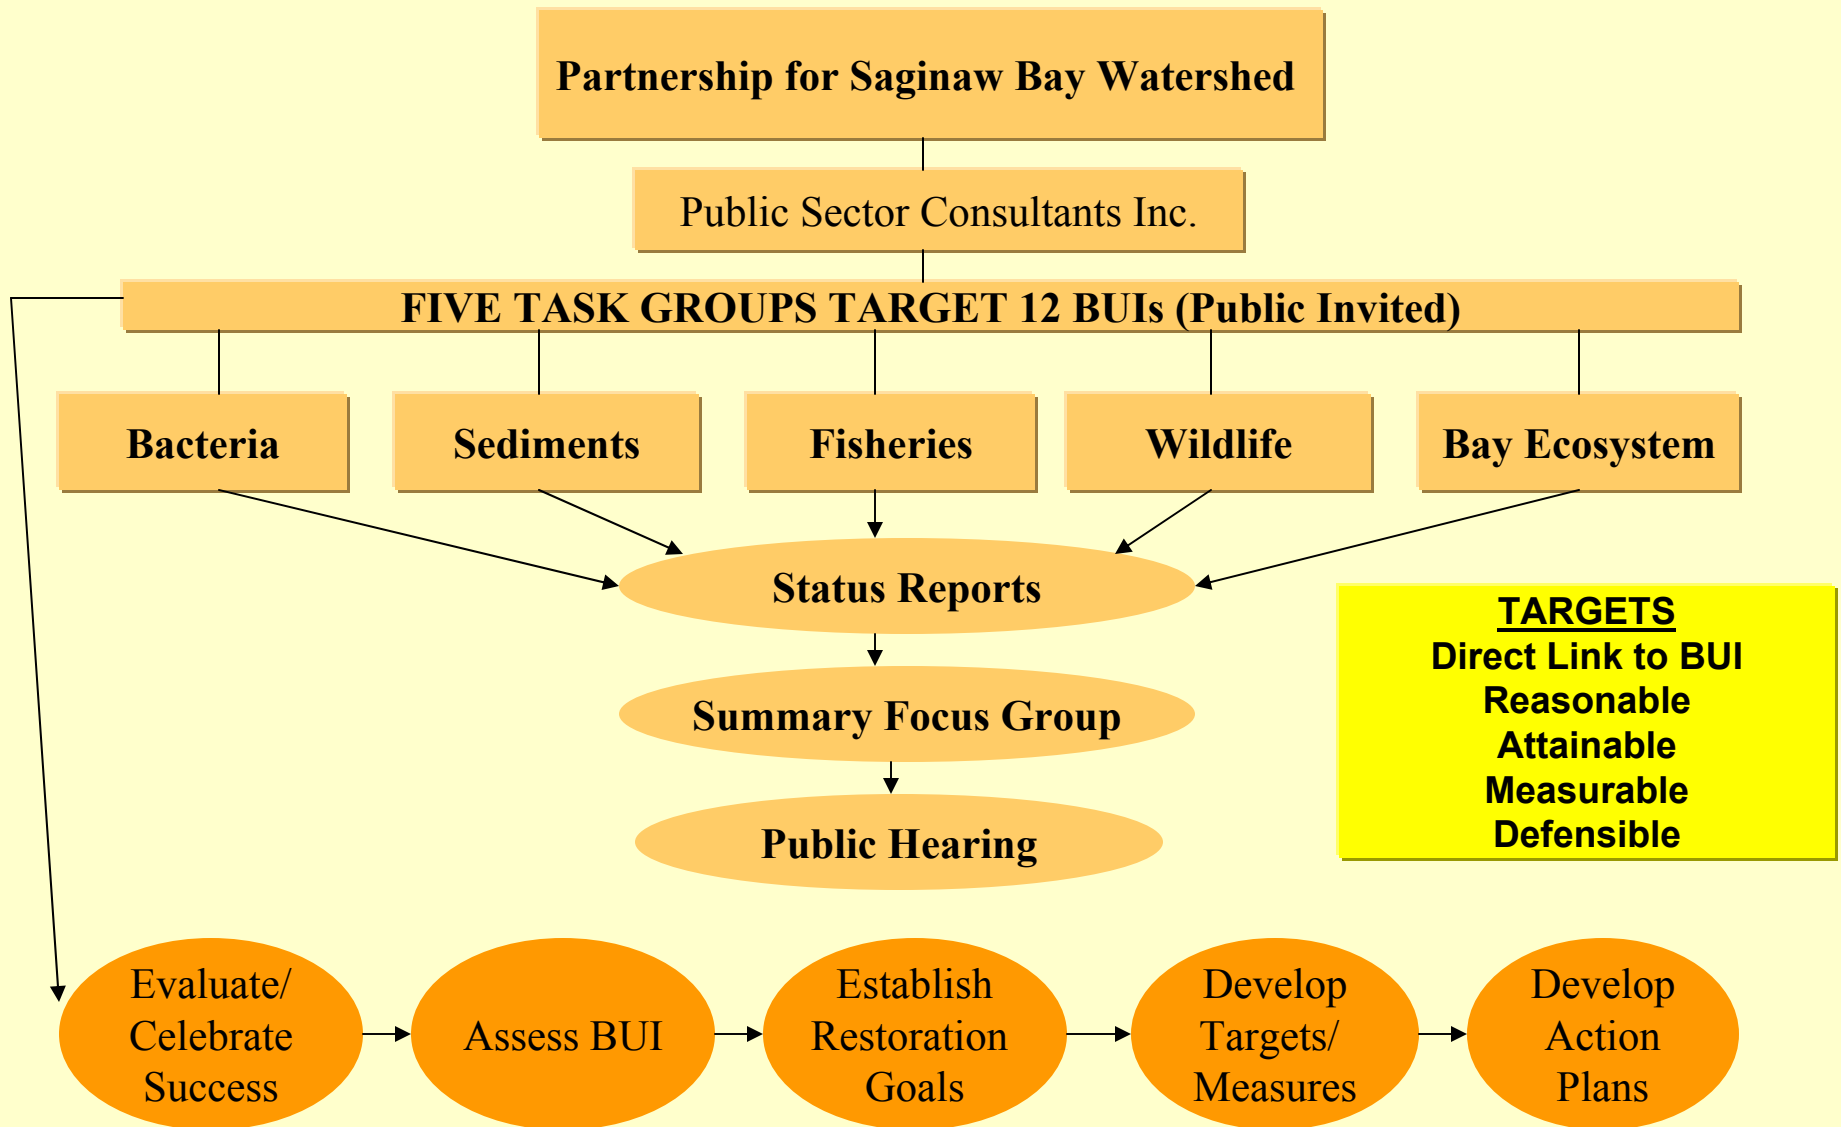 Partnership for Saginaw Bay Watershed
Public Sector Consultants Inc.
FIVE TASK GROUPS TARGET 12 BUIs (Public Invited)
Bacteria
Sediments
Fisheries
Wildlife
Bay Ecosystem
Status Reports
Summary Focus Group
Public Hearing
TARGETS
Direct Link to BUI
Reasonable
Attainable
Measurable
Defensible
Evaluate/
Celebrate
Success
Assess BUI
Establish
Restoration
Goals
Develop
Targets/
Measures
Develop
Action
Plans